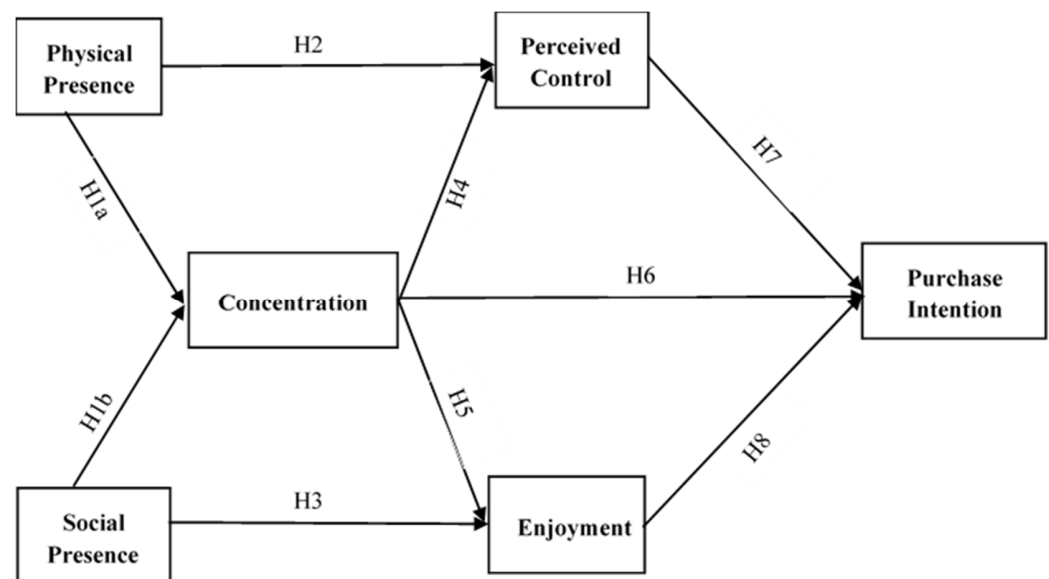 Physical
Presence
H2
Perceived
Control
H1a
H4
H7
Concentration
H6
Purchase
Intention
H1b
H5
H8
Social
Presence
H3
Enjoyment